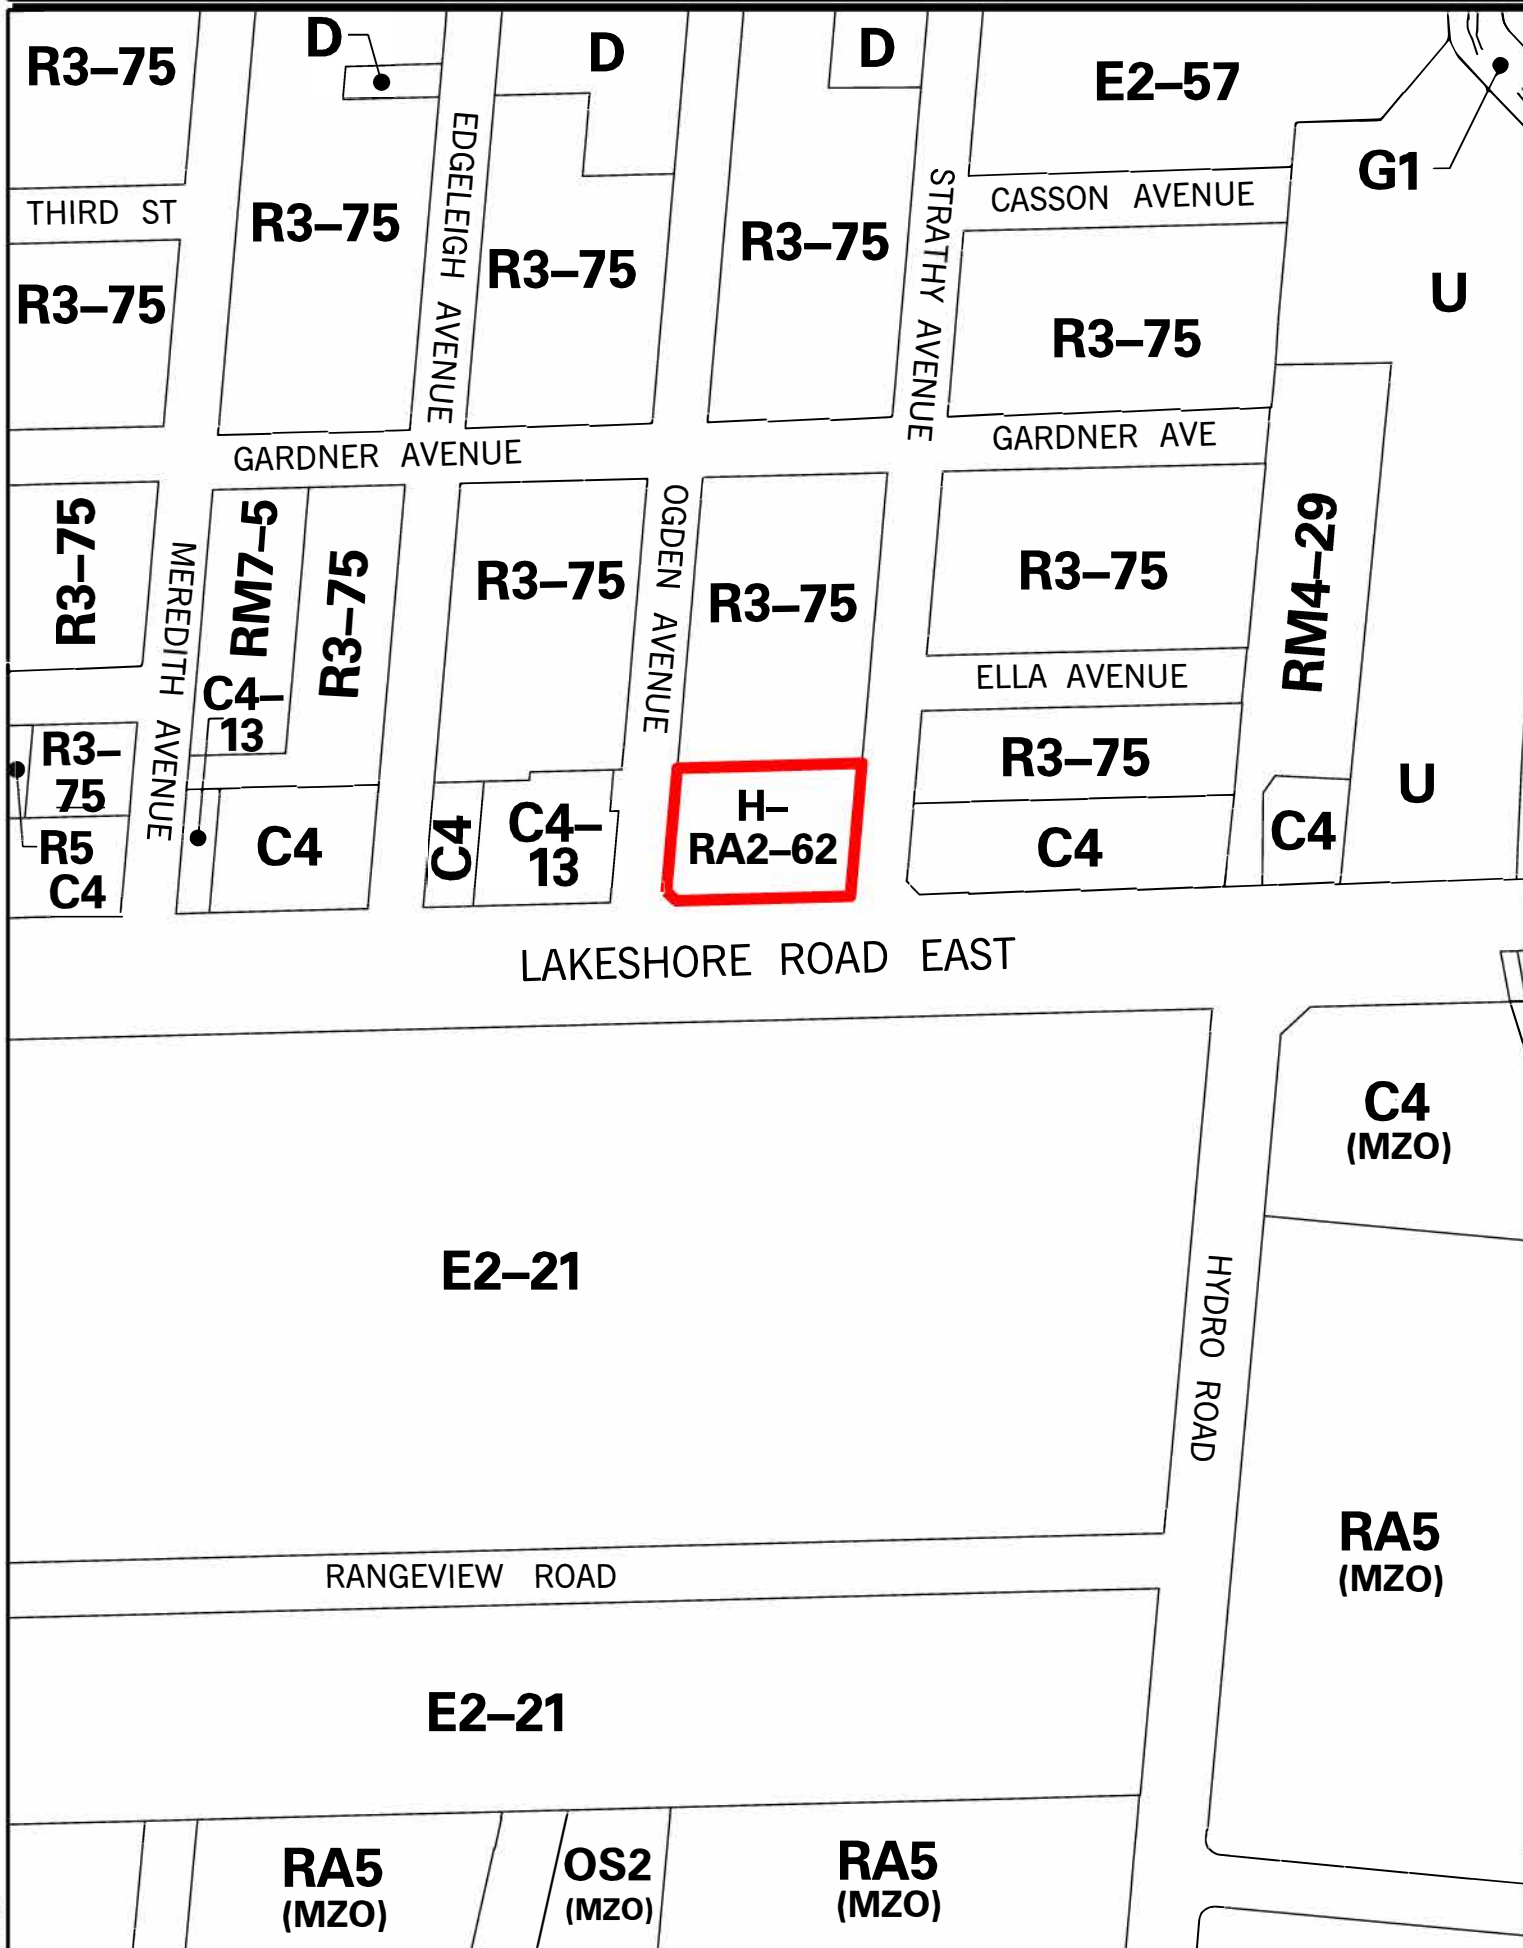 D
D
D
R3–75
E2–57
G1
THIRD ST
R3–75
EDGELEIGH AVENUE
R3–75
R3–75
STRATHY AVENUE
CASSON AVENUE
U
R3–75
R3–75
GARDNER AVENUE
GARDNER AVE
R3–75
MEREDITH AVENUE
RM7–5
R3–75
R3–75
OGDEN AVENUE
R3–75
R3–75
RM4–29
ELLA AVENUE
C4–
13
R3–
75
R3–75
U
R5
C4
C4
C4
C4–
13
H–
RA2–62
C4
C4
LAKESHORE ROAD EAST
C4
(MZO)
E2–21
HYDRO ROAD
RA5
(MZO)
RANGEVIEW ROAD
E2–21
RA5
(MZO)
OS2
(MZO)
RA5
(MZO)